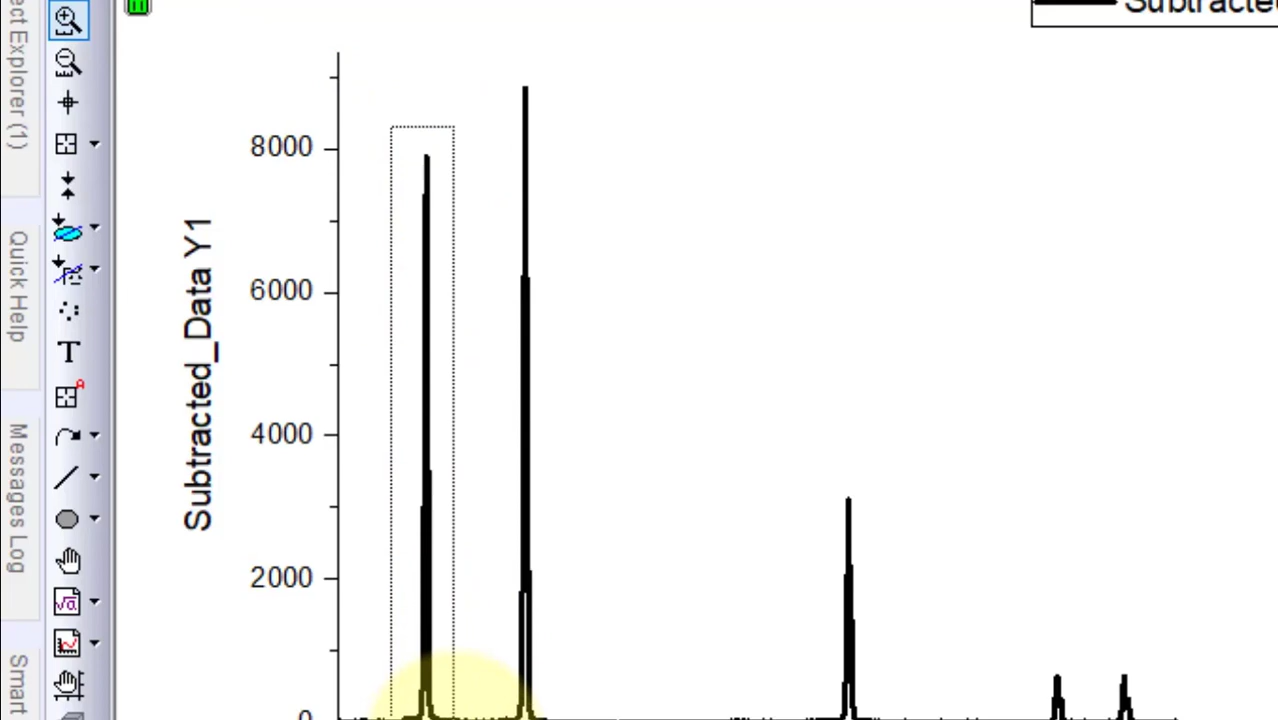 ect Explorer (1)
Quick Help
Messages Log
Smart
T
Subtracted
8000
6000
4000
2000
0
Subtracted_Data Y1